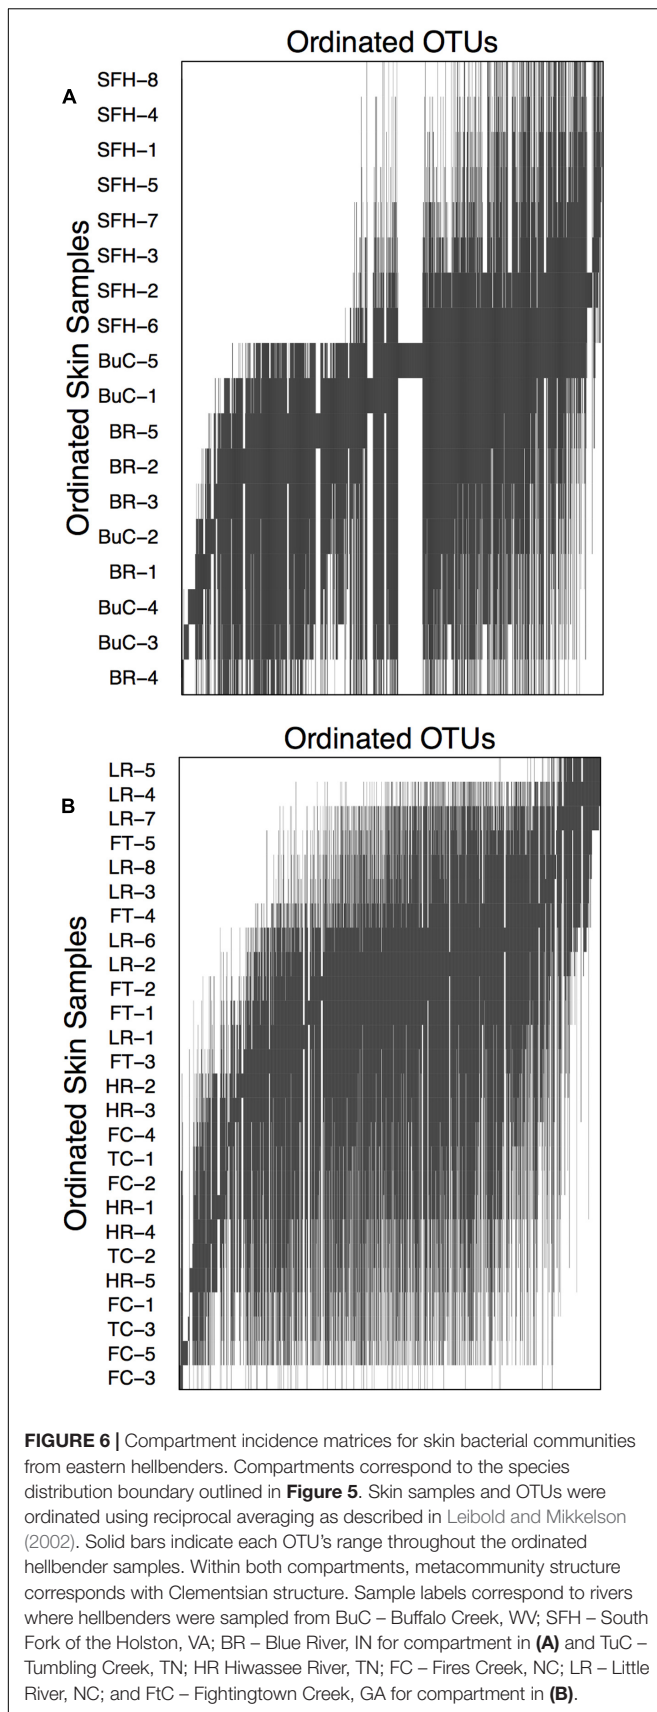 Ordinated OTUs
A
Ordinated Skin Samples
SFH–8
SFH–4
SFH–1
SFH–5
SFH–7
SFH–3
SFH–2
SFH–6
BuC–5
BuC–1
BR–5
BR–2
BR–3
BuC–2
BR–1
BuC–4
BuC–3
BR–4
Ordinated OTUs
B
Ordinated Skin Samples
LR–5
LR–4
LR–7
FT–5
LR–8
LR–3
FT–4
LR–6
LR–2
FT–2
FT–1
LR–1
FT–3
HR–2
HR–3
FC–4
TC–1
FC–2
HR–1
HR–4
TC–2
HR–5
FC–1
TC–3
FC–5
FC–3
FIGURE 6 | Compartment incidence matrices for skin bacterial communities
from eastern hellbenders. Compartments correspond to the species
distribution boundary outlined in Figure 5. Skin samples and OTUs were
ordinated using reciprocal averaging as described in Leibold and Mikkelson
(2002). Solid bars indicate each OTU's range throughout the ordinated
hellbender samples. Within both compartments, metacommunity structure
corresponds with Clementsian structure. Sample labels correspond to rivers
where hellbenders were sampled from BuC – Buffalo Creek, WV; SFH – South
Fork of the Holston, VA; BR – Blue River, IN for compartment in (A) and TuC –
Tumbling Creek, TN; HR Hiwassee River, TN; FC – Fires Creek, NC; LR – Little
River, NC; and FtC – Fightingtown Creek, GA for compartment in (B).